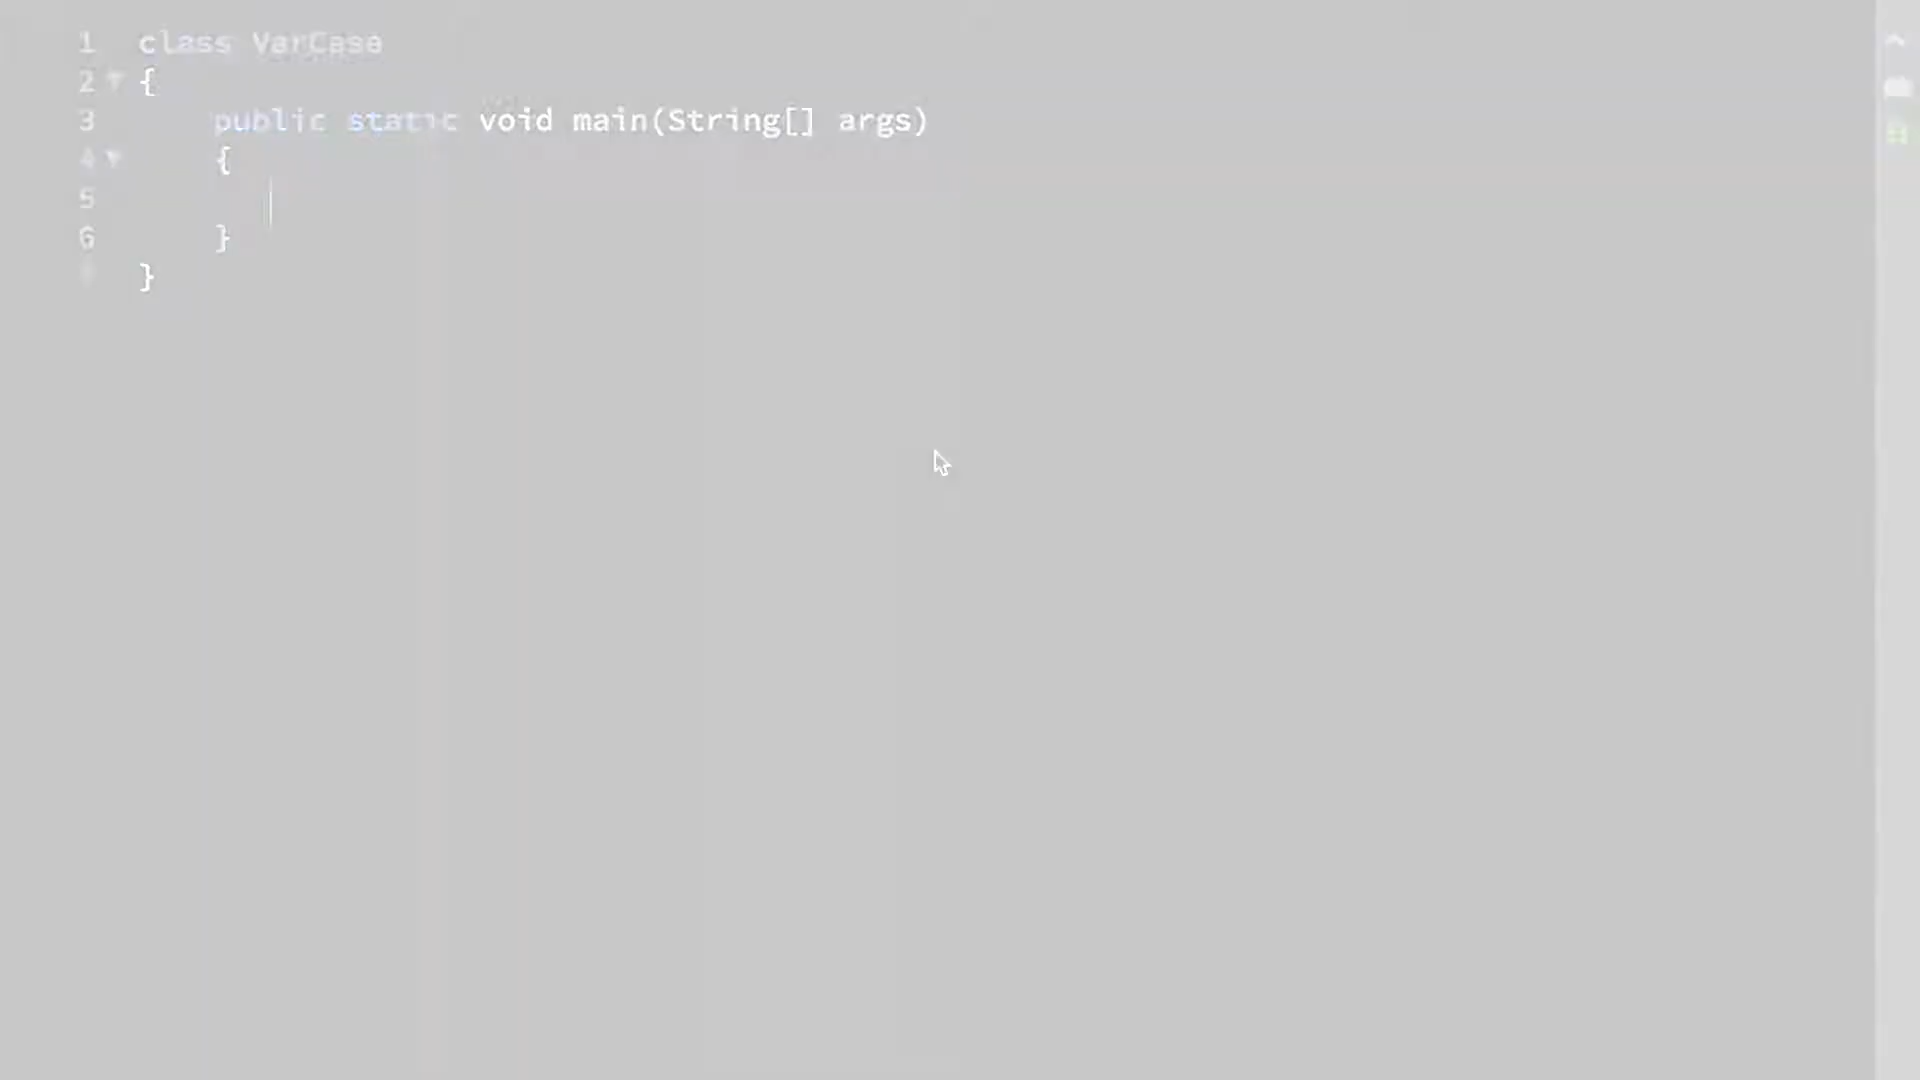 1 class VarCase
2 {
3 public static void main(String[] args)
4 {
5
6 }
}